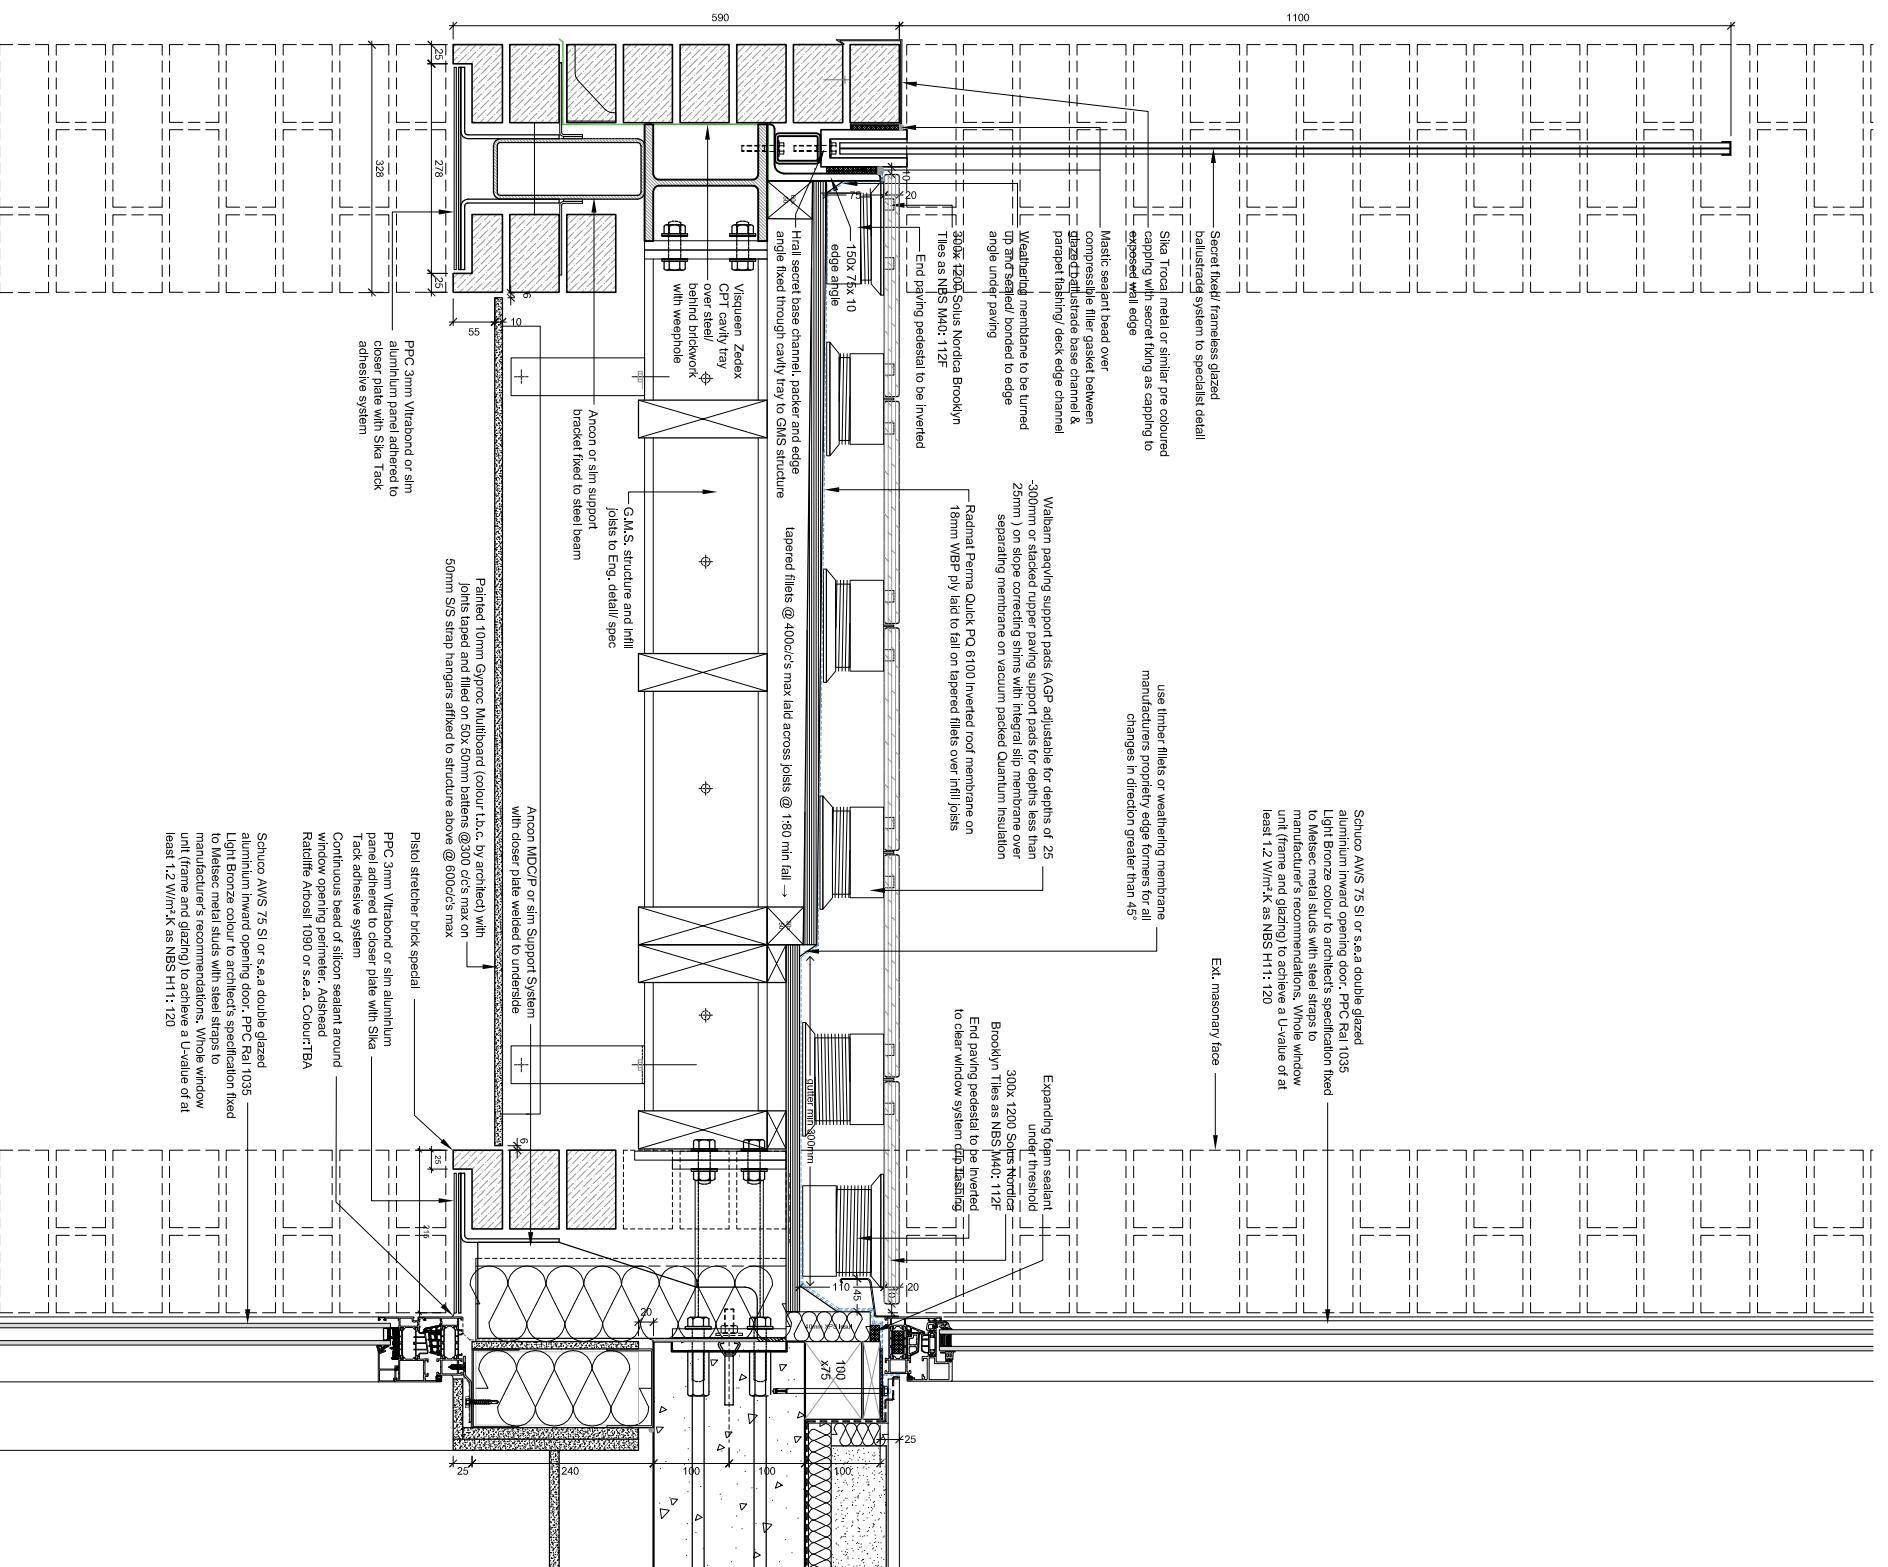 590
1100
25
278
328
25
55
10
6
75
20
10
Secret fixed/ frameless glazed
ballustrade system to specialist detail
Sika Trocal metal or similar pre coloured
capping with secret fixing as capping to
exposed wall edge
Mastic sealant bead over
compressible filler gasket between
glazed ballustrade base channel &
parapet flashing/ deck edge channel
Weathering membtane to be turned
up and sealed/ bonded to edge
angle under paving
300x 1200 Solus Nordica Brooklyn
Tiles as NBS M40: 112F
End paving pedestal to be inverted
150x 75x 10
edge angle
Hrail secret base channel. packer and edge
angle fixed through cavity tray to GMS structure
Visqueen Zedex
CPT cavity tray
over steel/
behind brickwork
with weephole
Ancon or sim support
bracket fixed to steel beam
G.M.S. structure and infill
joists to Eng. detail/ spec
PPC 3mm Vitrabond or sim
aluminium panel adhered to
closer plate with Sika Tack
adhesive system
Walbarn paqving support pads (AGP adjustable for depths of 25
-300mm or stacked rupper paving support pads for depths less than
25mm ) on slope correcting shims with integral slip membrane over
separating membrane on vacuum packed Quantum Insulation
Radmat Perma Quick PQ 6100 Inverted roof membrane on
18mm WBP ply laid to fall on tapered fillets over infill joists
tapered fillets @ 400c/c's max laid across joists @ 1:80 min fall →
Painted 10mm Gyproc Multiboard (colour t.b.c. by architect) with
joints taped and filled on 50x 50mm battens @300 c/c's max on
50mm S/S strap hangars affixed to structure above @ 600c/c's max
use timber fillets or weathering membrane
manufacturers propriety edge formers for all
changes in direction greater than 45°
Schuco AWS 75 SI or s.e.a double glazed
aluminium inward opening door. PPC Ral 1035
Light Bronze colour to architect's specification fixed
to Metsec metal studs with steel straps to
manufacturer's recommendations. Whole window
unit (frame and glazing) to achieve a U-value of at
least 1.2 W/m².K as NBS H11: 120
Ext. masonary face
Expanding foam sealant
under threshold
300x 1200 Solus Nordica
Brooklyn Tiles as NBS M40: 112F
End paving pedestal to be inverted
to clear window system drip flashing
gutter min 300mm
Ancon MDC/P or sim Support System
with closer plate welded to underside
Pistol stretcher brick special
PPC 3mm Vitrabond or sim aluminium
panel adhered to closer plate with Sika
Tack adhesive system
Continuous bead of silicon sealant around
window opening perimeter. Adshead
Ratcliffe Arbosil 1090 or s.e.a. Colour:TBA
Schuco AWS 75 SI or s.e.a double glazed
aluminium inward opening door. PPC Ral 1035
Light Bronze colour to architect's specification fixed
to Metsec metal studs with steel straps to
manufacturer's recommendations. Whole window
unit (frame and glazing) to achieve a U-value of at
least 1.2 W/m².K as NBS H11: 120
6
25
216
110
45
20
10
20
100
x75
25
25
240
100
100
100